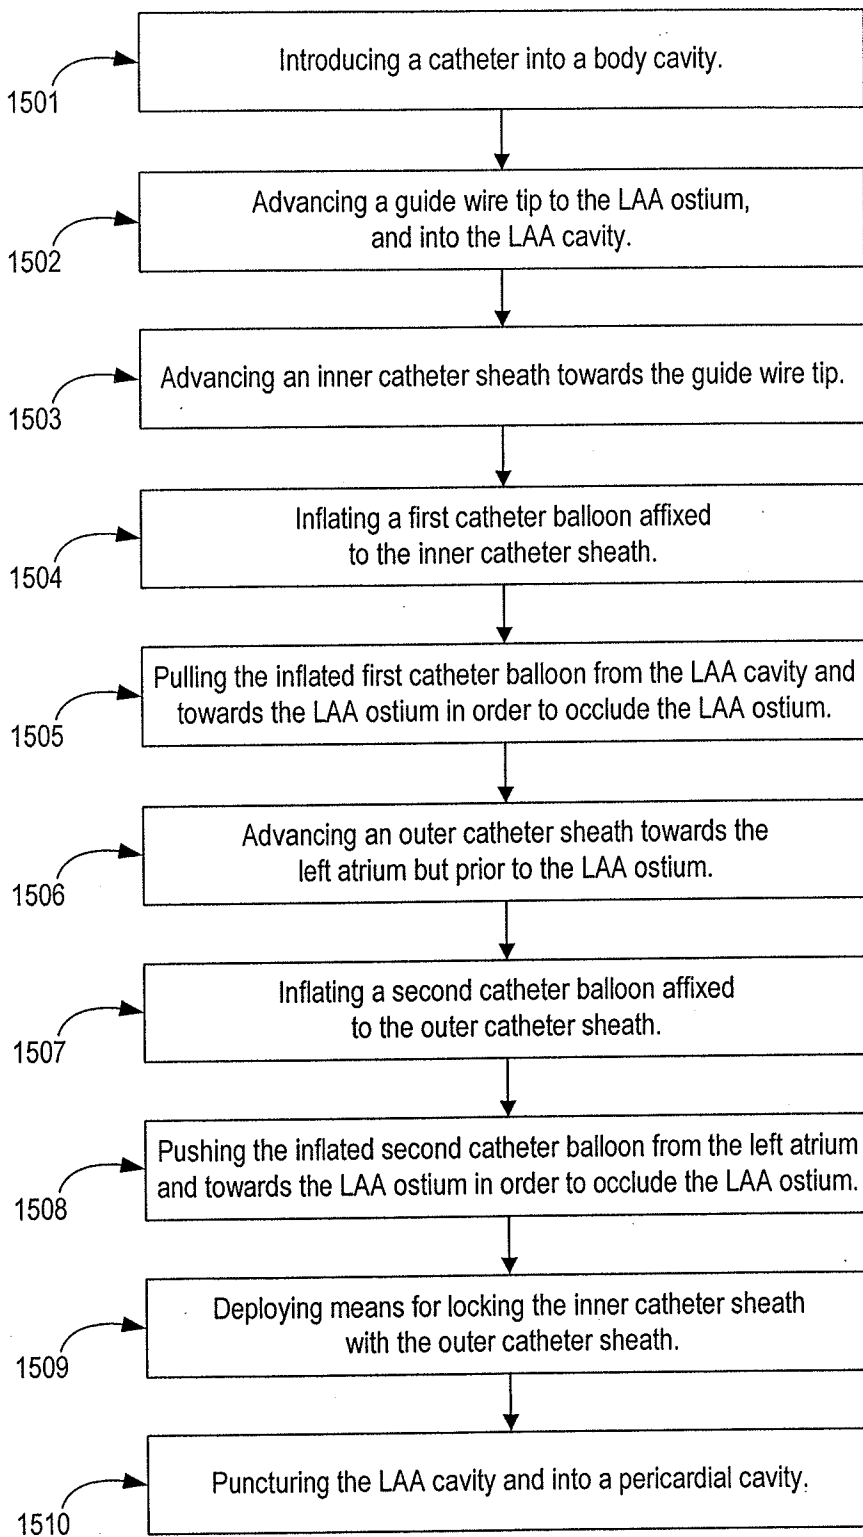 Introducing a catheter into a body cavity.
1501
Advancing a guide wire tip to the LAA ostium,
and into the LAA cavity.
1502
Advancing an inner catheter sheath towards the guide wire tip.
1503
Inflating a first catheter balloon affixed
to the inner catheter sheath.
1504
Pulling the inflated first catheter balloon from the LAA cavity and
towards the LAA ostium in order to occlude the LAA ostium.
1505
Advancing an outer catheter sheath towards the
left atrium but prior to the LAA ostium.
1506
Inflating a second catheter balloon affixed
to the outer catheter sheath.
1507
Pushing the inflated second catheter balloon from the left atrium
and towards the LAA ostium in order to occlude the LAA ostium.
1508
Deploying means for locking the inner catheter sheath
with the outer catheter sheath.
1509
Puncturing the LAA cavity and into a pericardial cavity.
1510